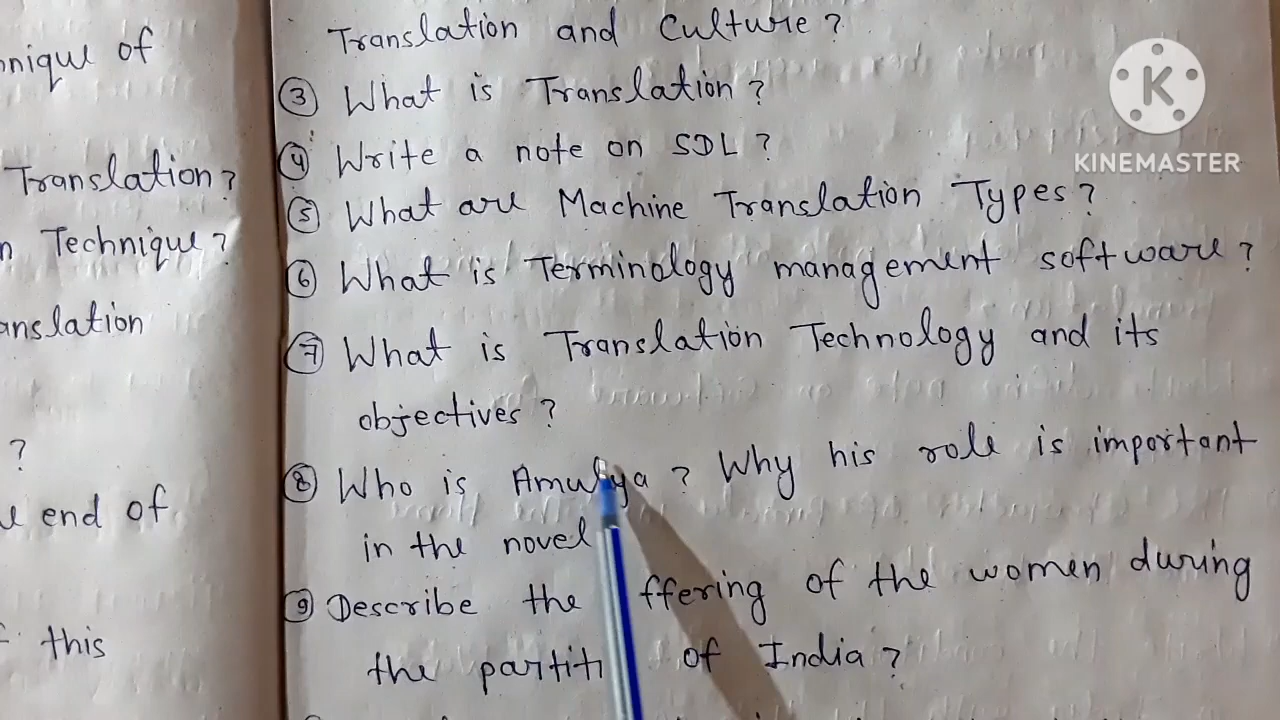 nique of
Translation?
Technique?
anslation
?
end of
this
Translation and Culture?
③ What is Translation?
④ Write a note on SDL?
⑤ What are Machine Translation Types?
⑥ What is Terminology management software?
⑦ What is Translation Technology and its
objectives?
⑧ Who is Amulya? Why his role is important
in the novel
⑨ Describe the ffering of the women during
the partiti of India?
K
KINEMASTER